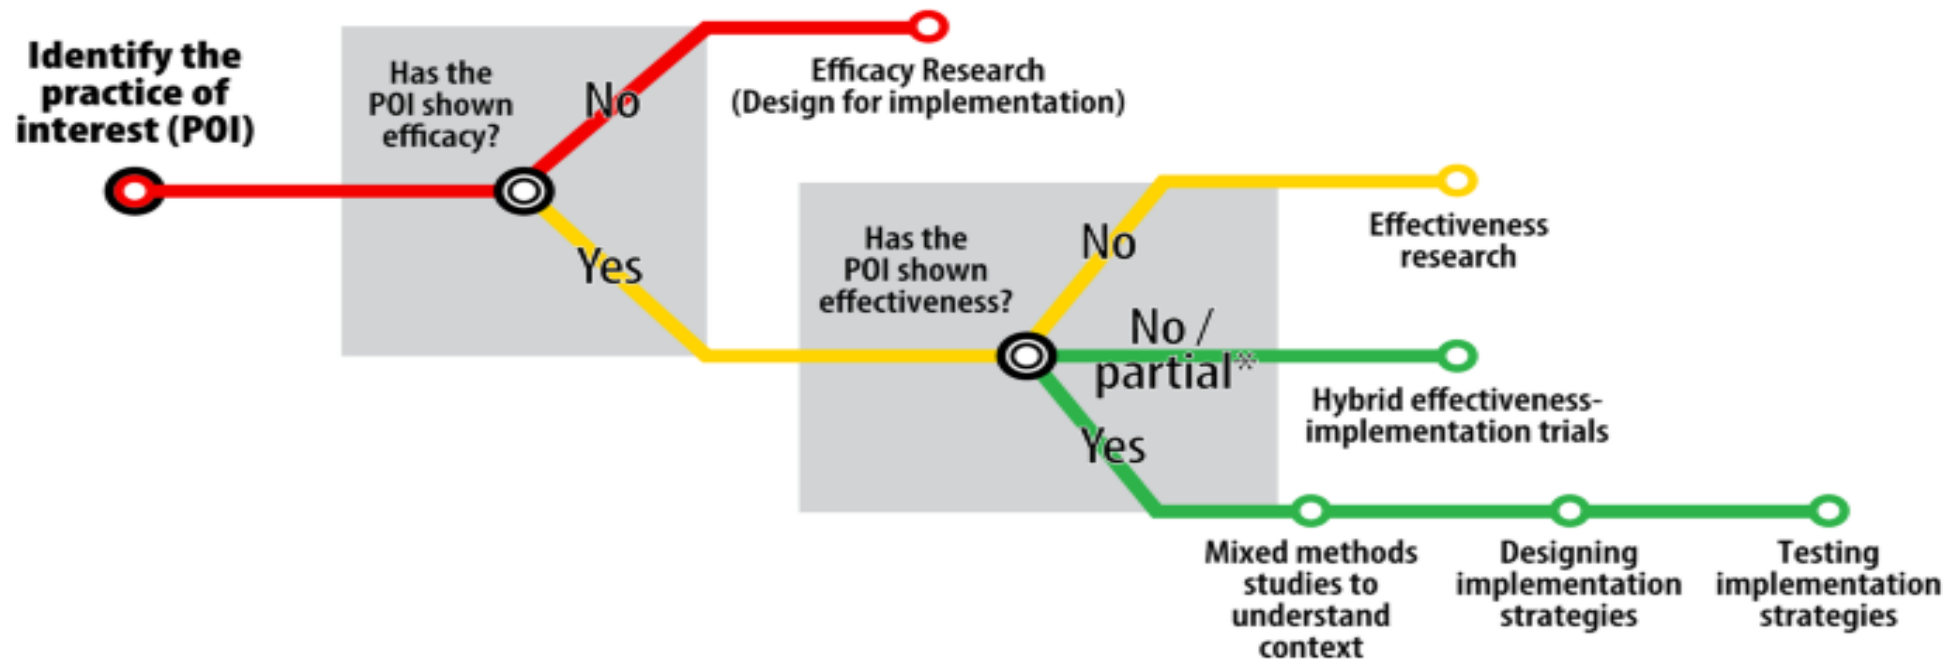 Identify the
practice of
interest (POI)
Has the
POI shown
efficacy?
No
Yes
Efficacy Research
(Design for implementation)
Has the
POI shown
effectiveness?
No
No /
partial*
Yes
Effectiveness
research
Hybrid effectiveness-
implementation trials
Mixed methods
studies to
understand
context
Designing
implementation
strategies
Testing
implementation
strategies